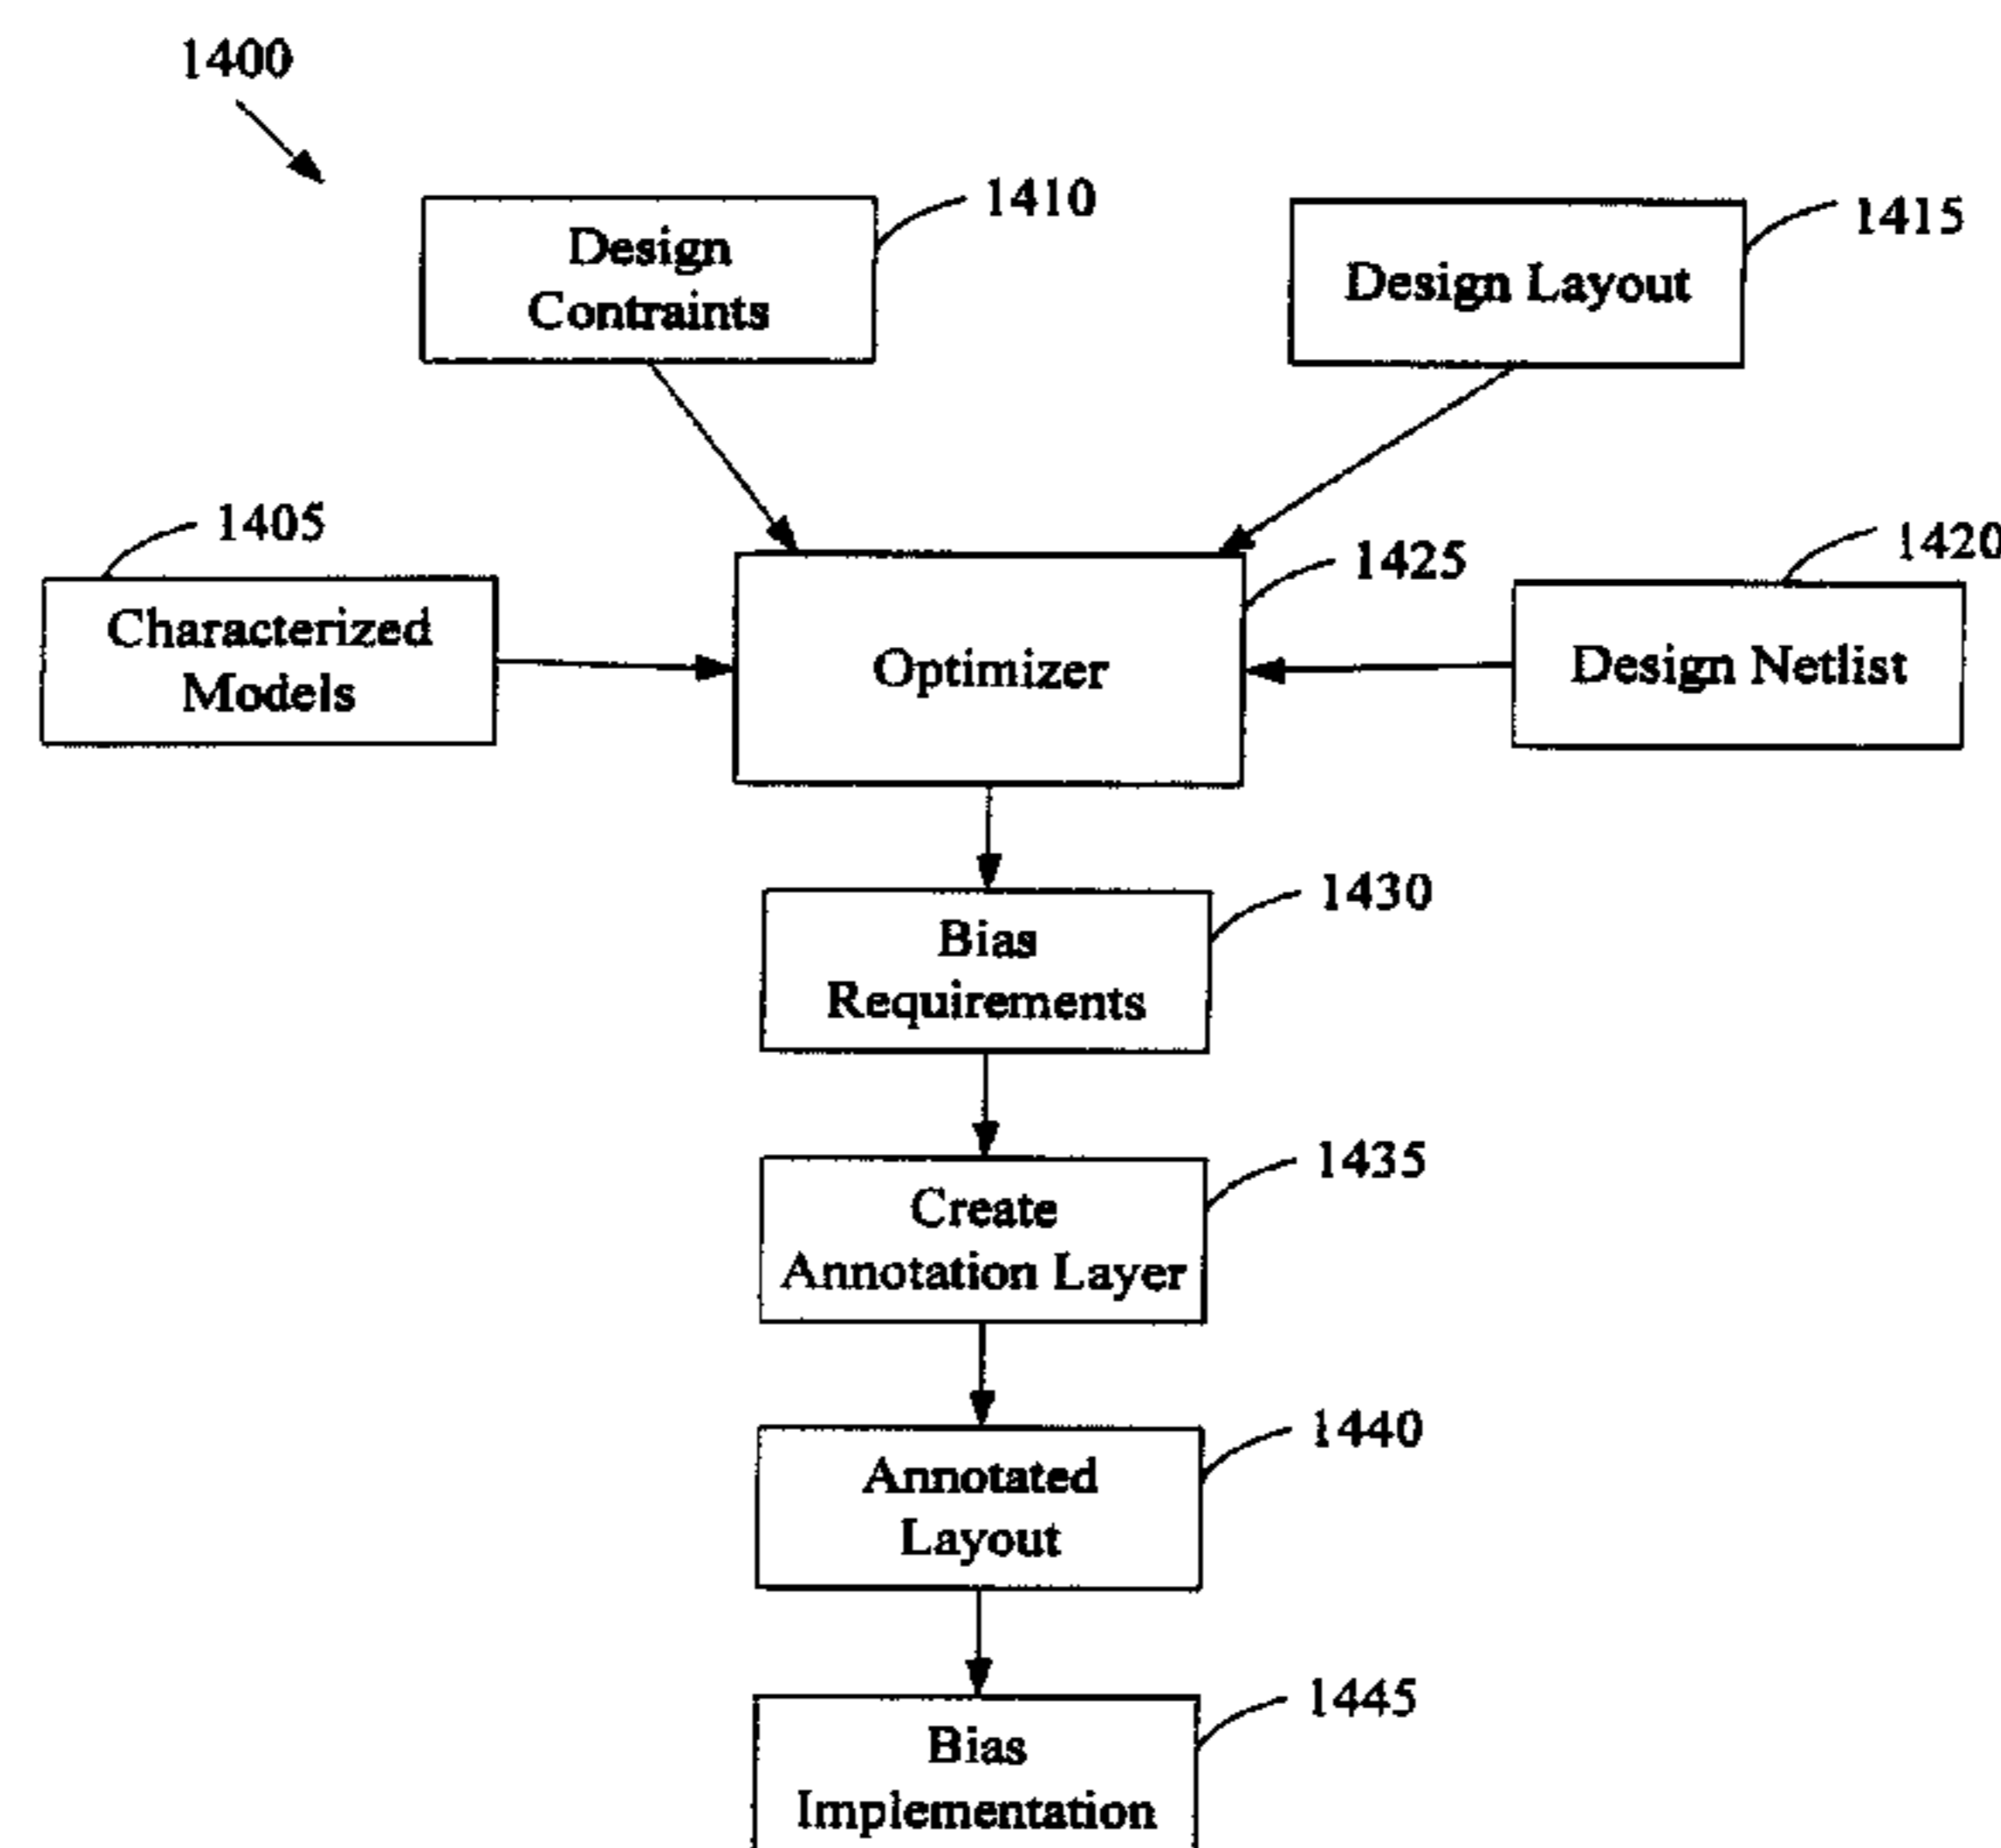 1400
Design
Contraints
1410
Design Layout
1415
Characterized
Models
1405
Optimizer
1425
Design Netlist
1420
Bias
Requirements
1430
Create
Annotation Layer
1435
Annotated
Layout
1440
Bias
Implementation
1445